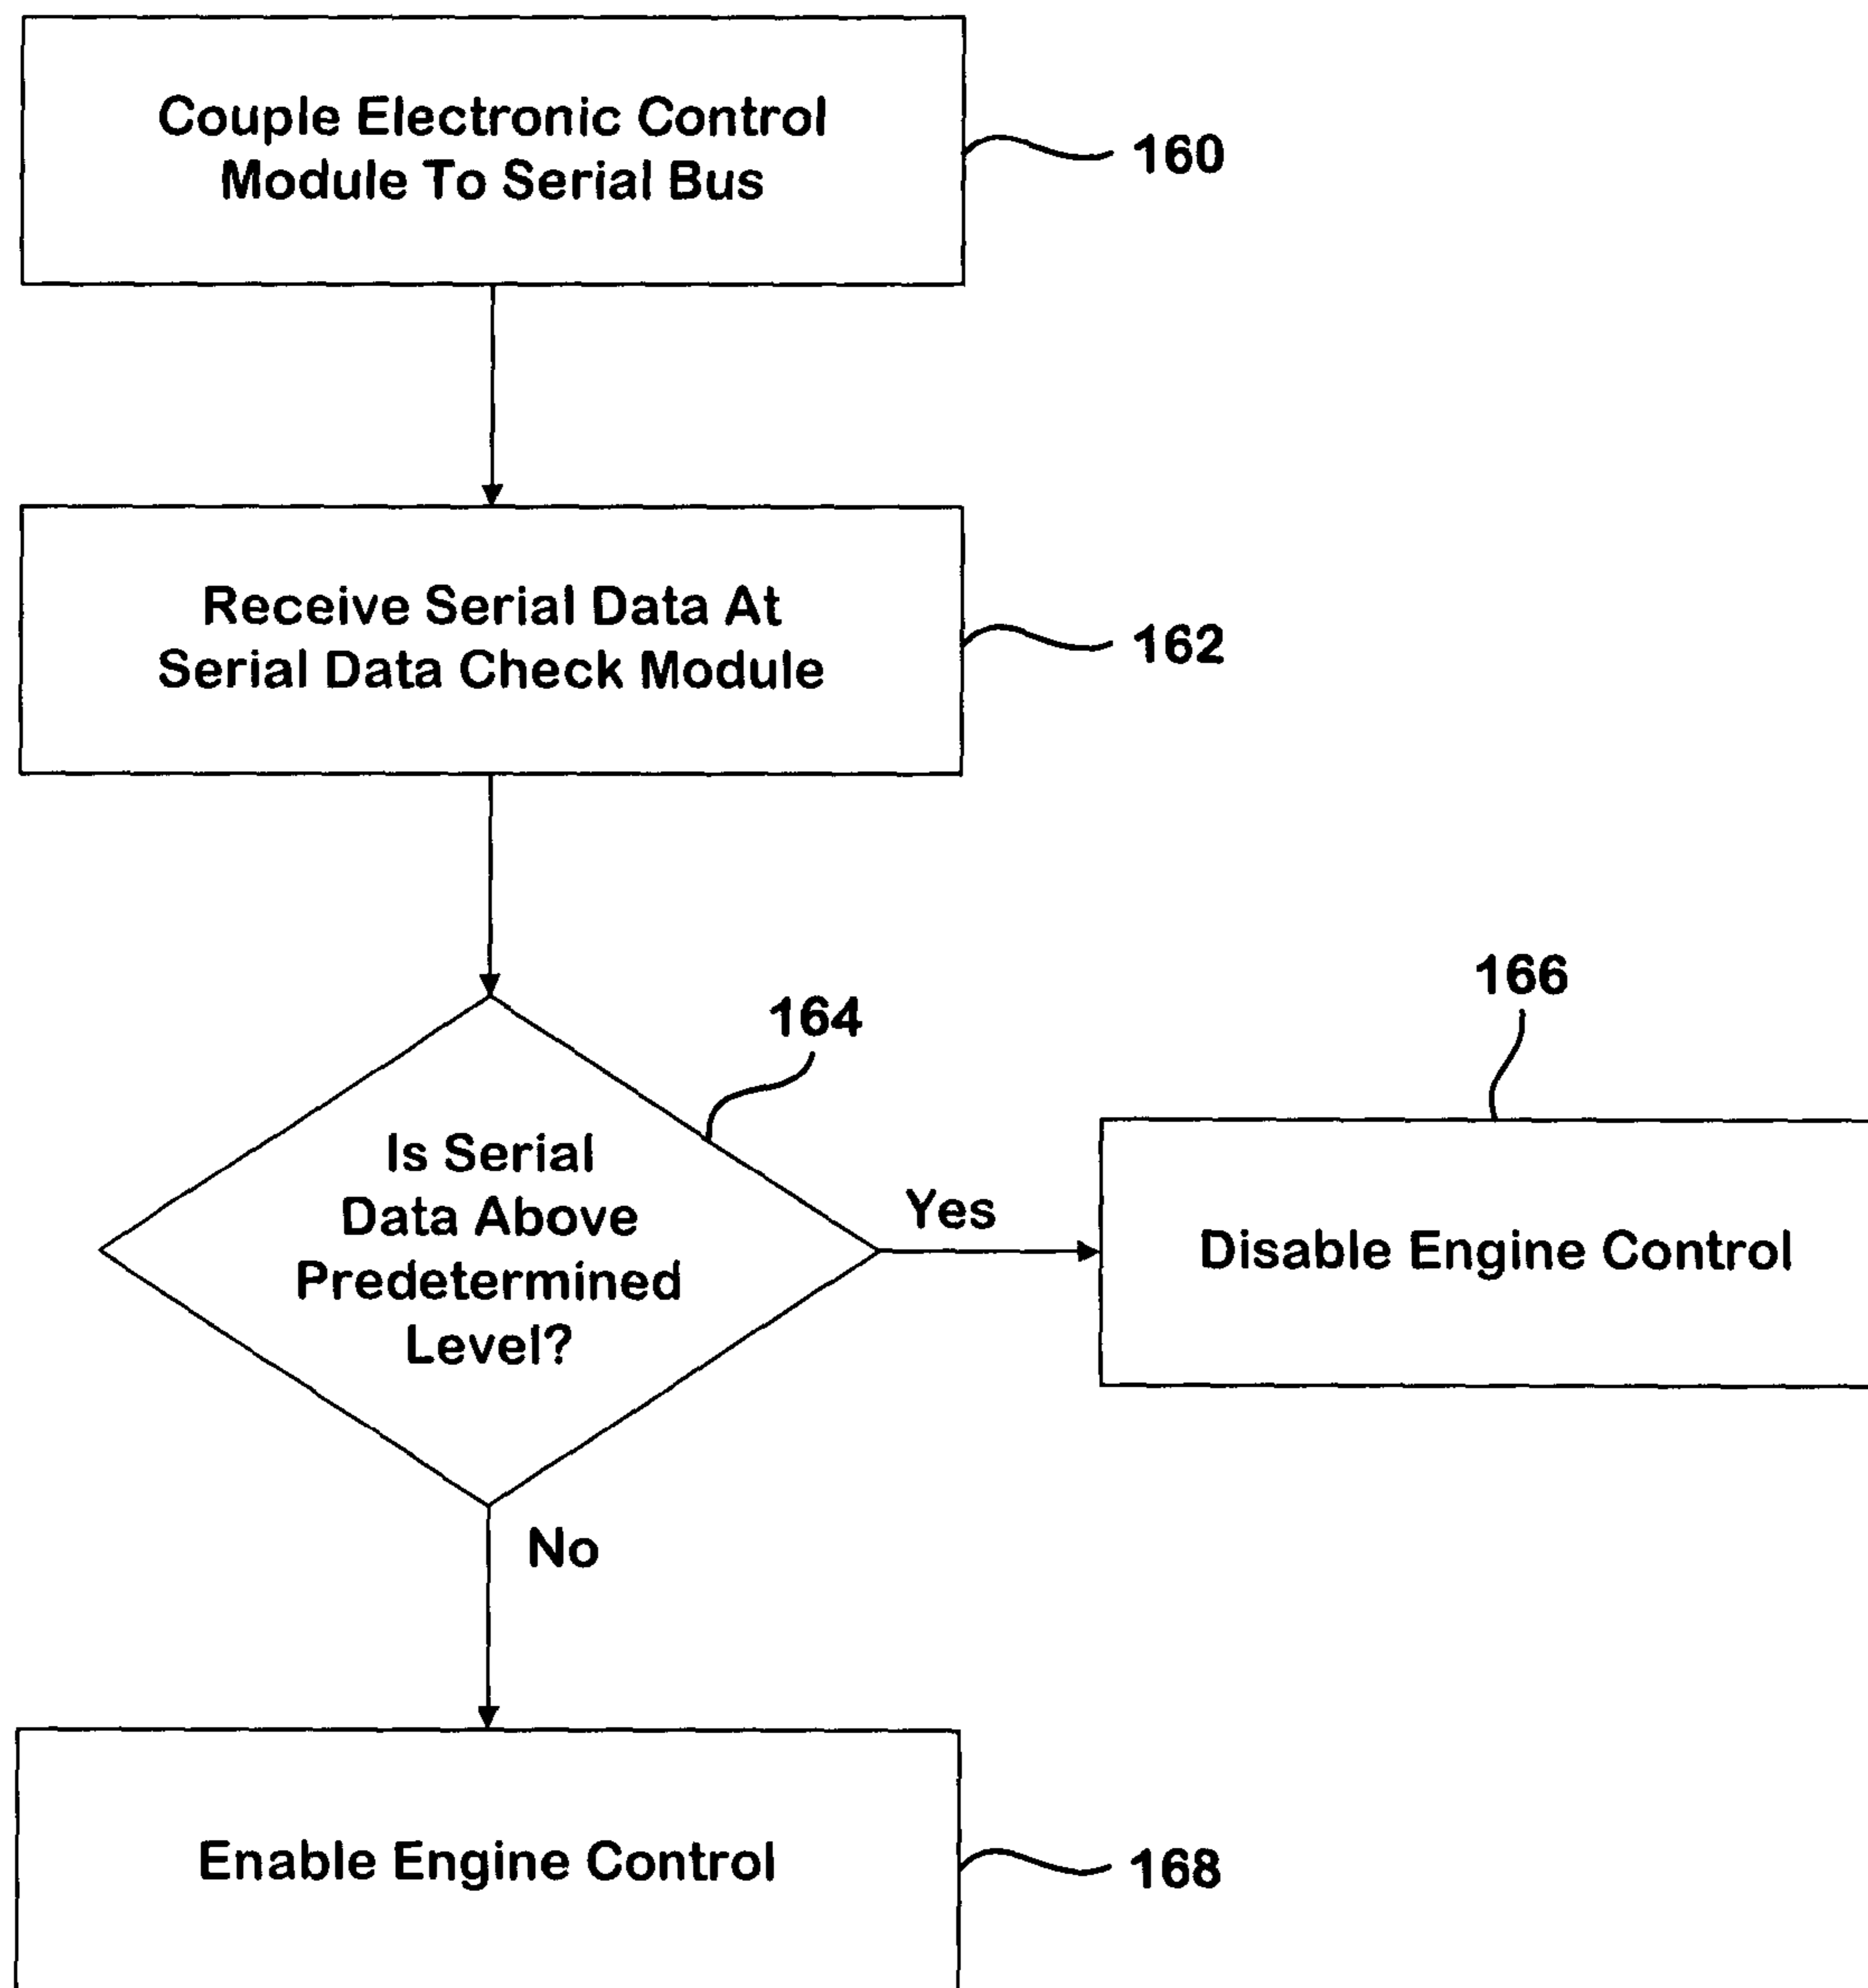 Couple Electronic Control
Module To Serial Bus
160
Receive Serial Data At
Serial Data Check Module
162
164
Is Serial
Data Above
Predetermined
Level?
Yes
166
Disable Engine Control
No
Enable Engine Control
168